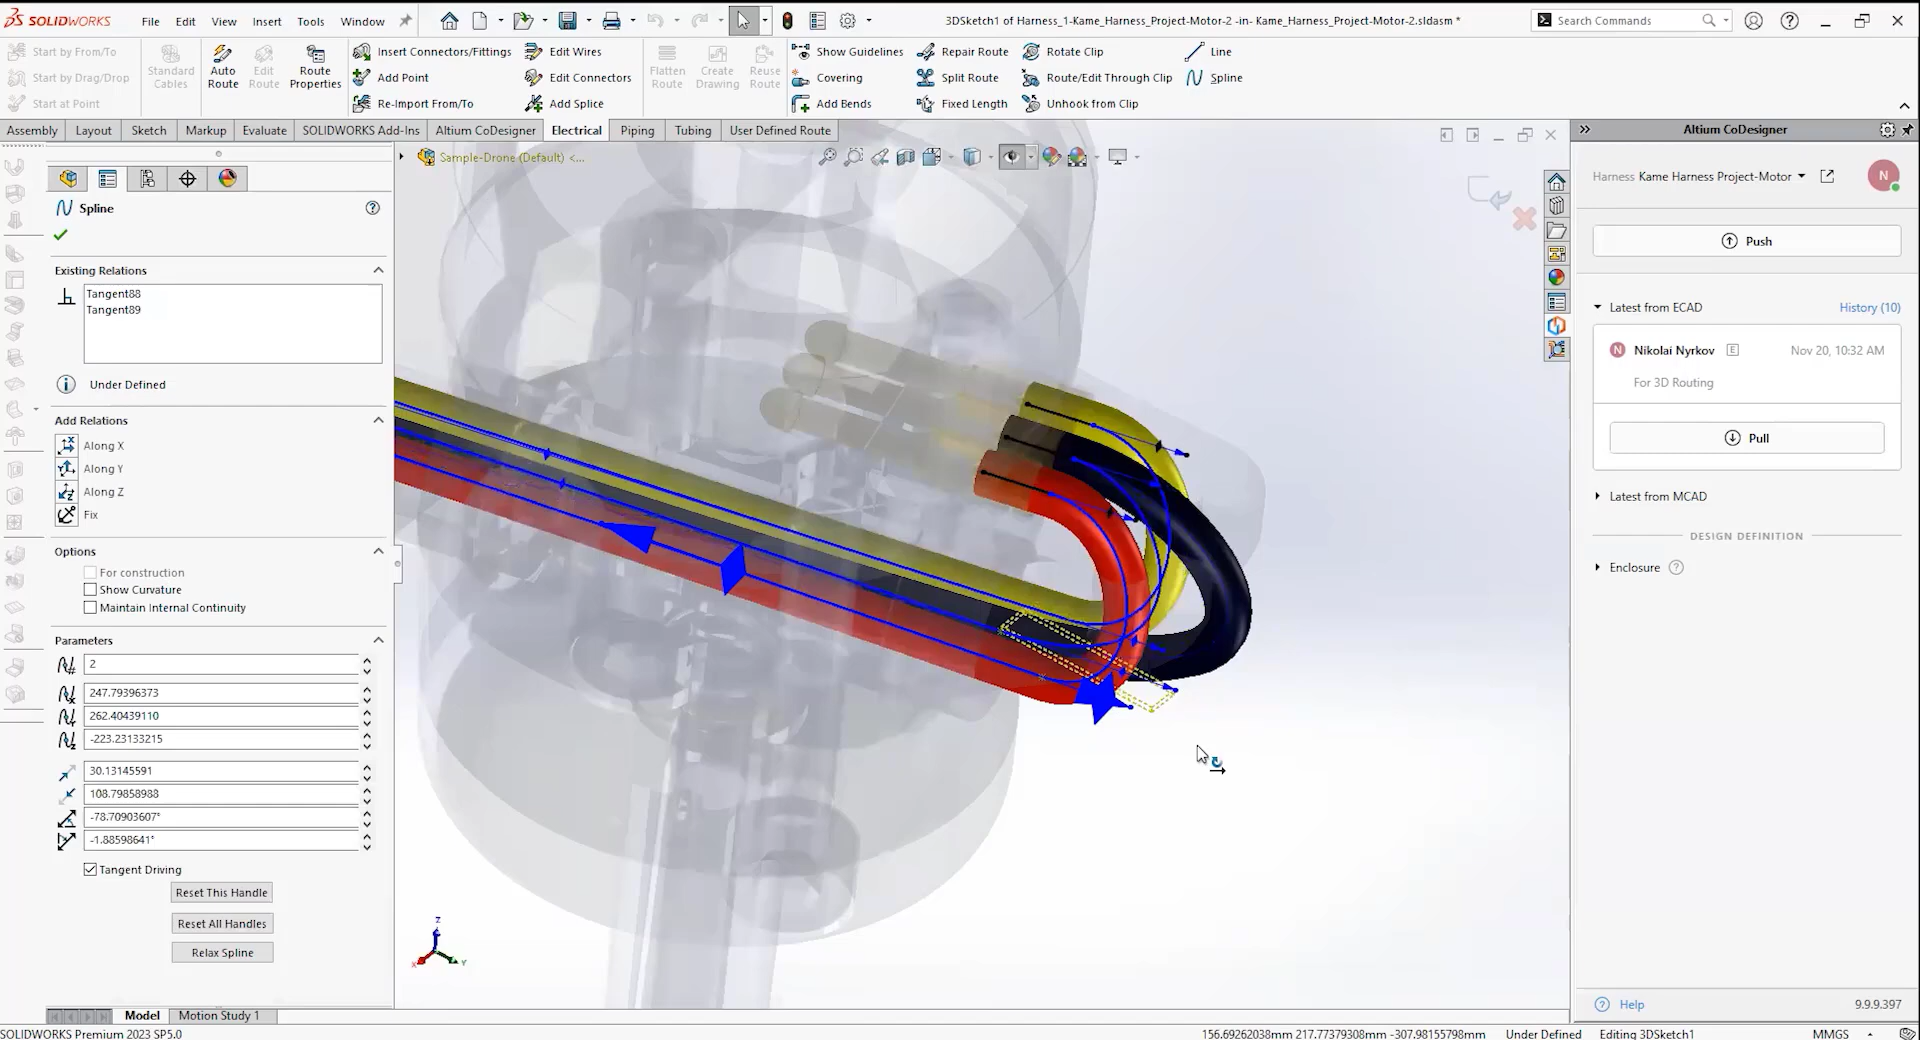 SOLIDWORKS
File Edit View Insert Tools Window
3DSketch1 of Harness_1-Kame_Harness_Project-Motor-2 -in- Kame_Harness_Project-Motor-2.sldasm *
Search Commands
Start by From/To
Start by Drag/Drop
Start at Point
Standard Cables
Auto Route
Edit Route
Route Properties
Insert Connectors/Fittings
Add Point
Re-Import From/To
Edit Wires
Edit Connectors
Add Splice
Flatten Route
Create Drawing
Reuse Route
Show Guidelines
Covering
Add Bends
Repair Route
Split Route
Fixed Length
Rotate Clip
Route/Edit Through Clip
Unhook from Clip
Line
Spline
Assembly Layout Sketch Markup Evaluate SOLIDWORKS Add-Ins Altium CoDesigner Electrical Piping Tubing User Defined Route
Sample-Drone (Default) <...
Spline
Existing Relations
Tangent88
Tangent89
Under Defined
Add Relations
Along X
Along Y
Along Z
Fix
Options
For construction
Show Curvature
Maintain Internal Continuity
Parameters
2
247.79396373
262.40439110
-223.23133215
30.13145591
108.79858988
-78.70903607°
-1.88598641°
Tangent Driving
Reset This Handle
Reset All Handles
Relax Spline
Z
X
Y
Altium CoDesigner
Harness Kame Harness Project-Motor
N
Push
Latest from ECAD History (10)
N Nikolai Nyrkov E Nov 20, 10:32 AM
For 3D Routing
Pull
Latest from MCAD
DESIGN DEFINITION
Enclosure
Help 9.9.9.397
Model Motion Study 1
SOLIDWORKS Premium 2023 SP5.0
156.69262038mm 217.77379308mm -307.98155798mm Under Defined Editing 3DSketch1 MMGS